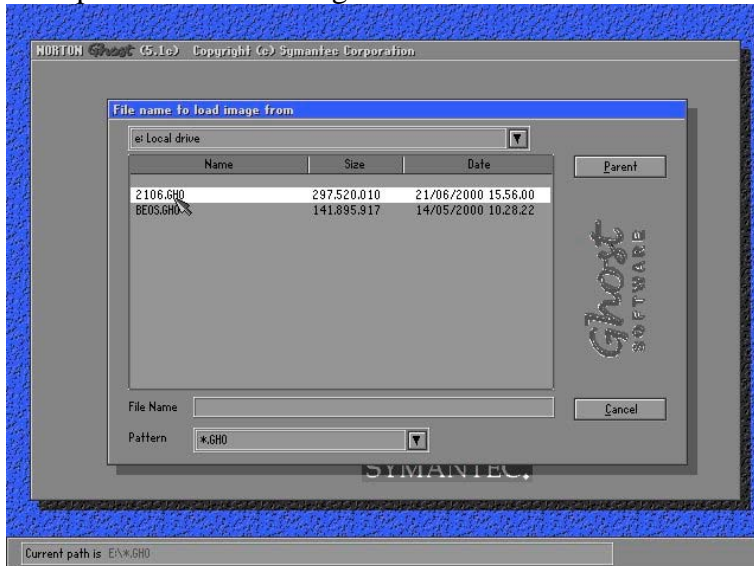 NORTON Ghost (5.1c) Copyright (c) Symantec Corporation
File name to load image from
e: Local drive
Name Size Date
Parent
2106.GHO 297.520.010 21/06/2000 15.56.00
BEOS.GHO 141.895.917 14/05/2000 10.28.22
Ghost
SOFTWARE
File Name
Cancel
Pattern *.GHO
SYMANTEC.
Current path is E:\*.GHO